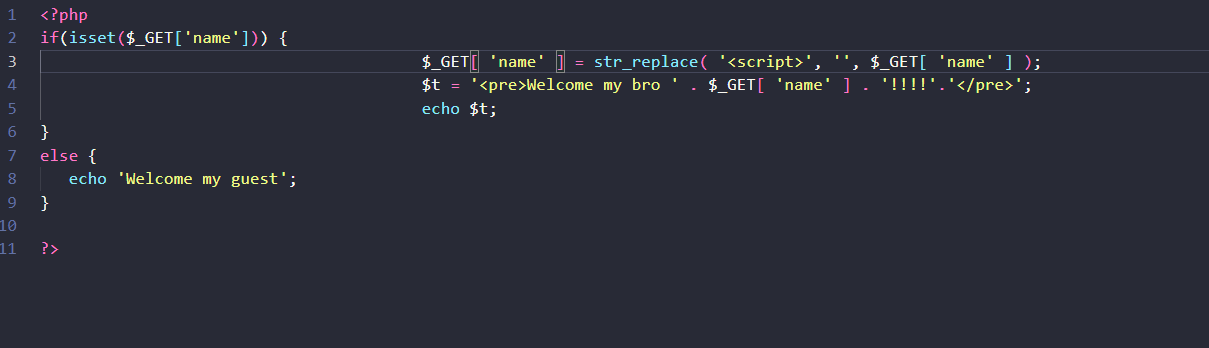 1 <?php
2 if(isset($_GET['name'])) {
3 $_GET[ 'name' ] = str_replace( '<script>', '', $_GET[ 'name' ] );
4 $t = '<pre>Welcome my bro ' . $_GET[ 'name' ] . '!!!!'.'</pre>';
5 echo $t;
6 }
7 else {
8 echo 'Welcome my guest';
9 }
10
11 ?>